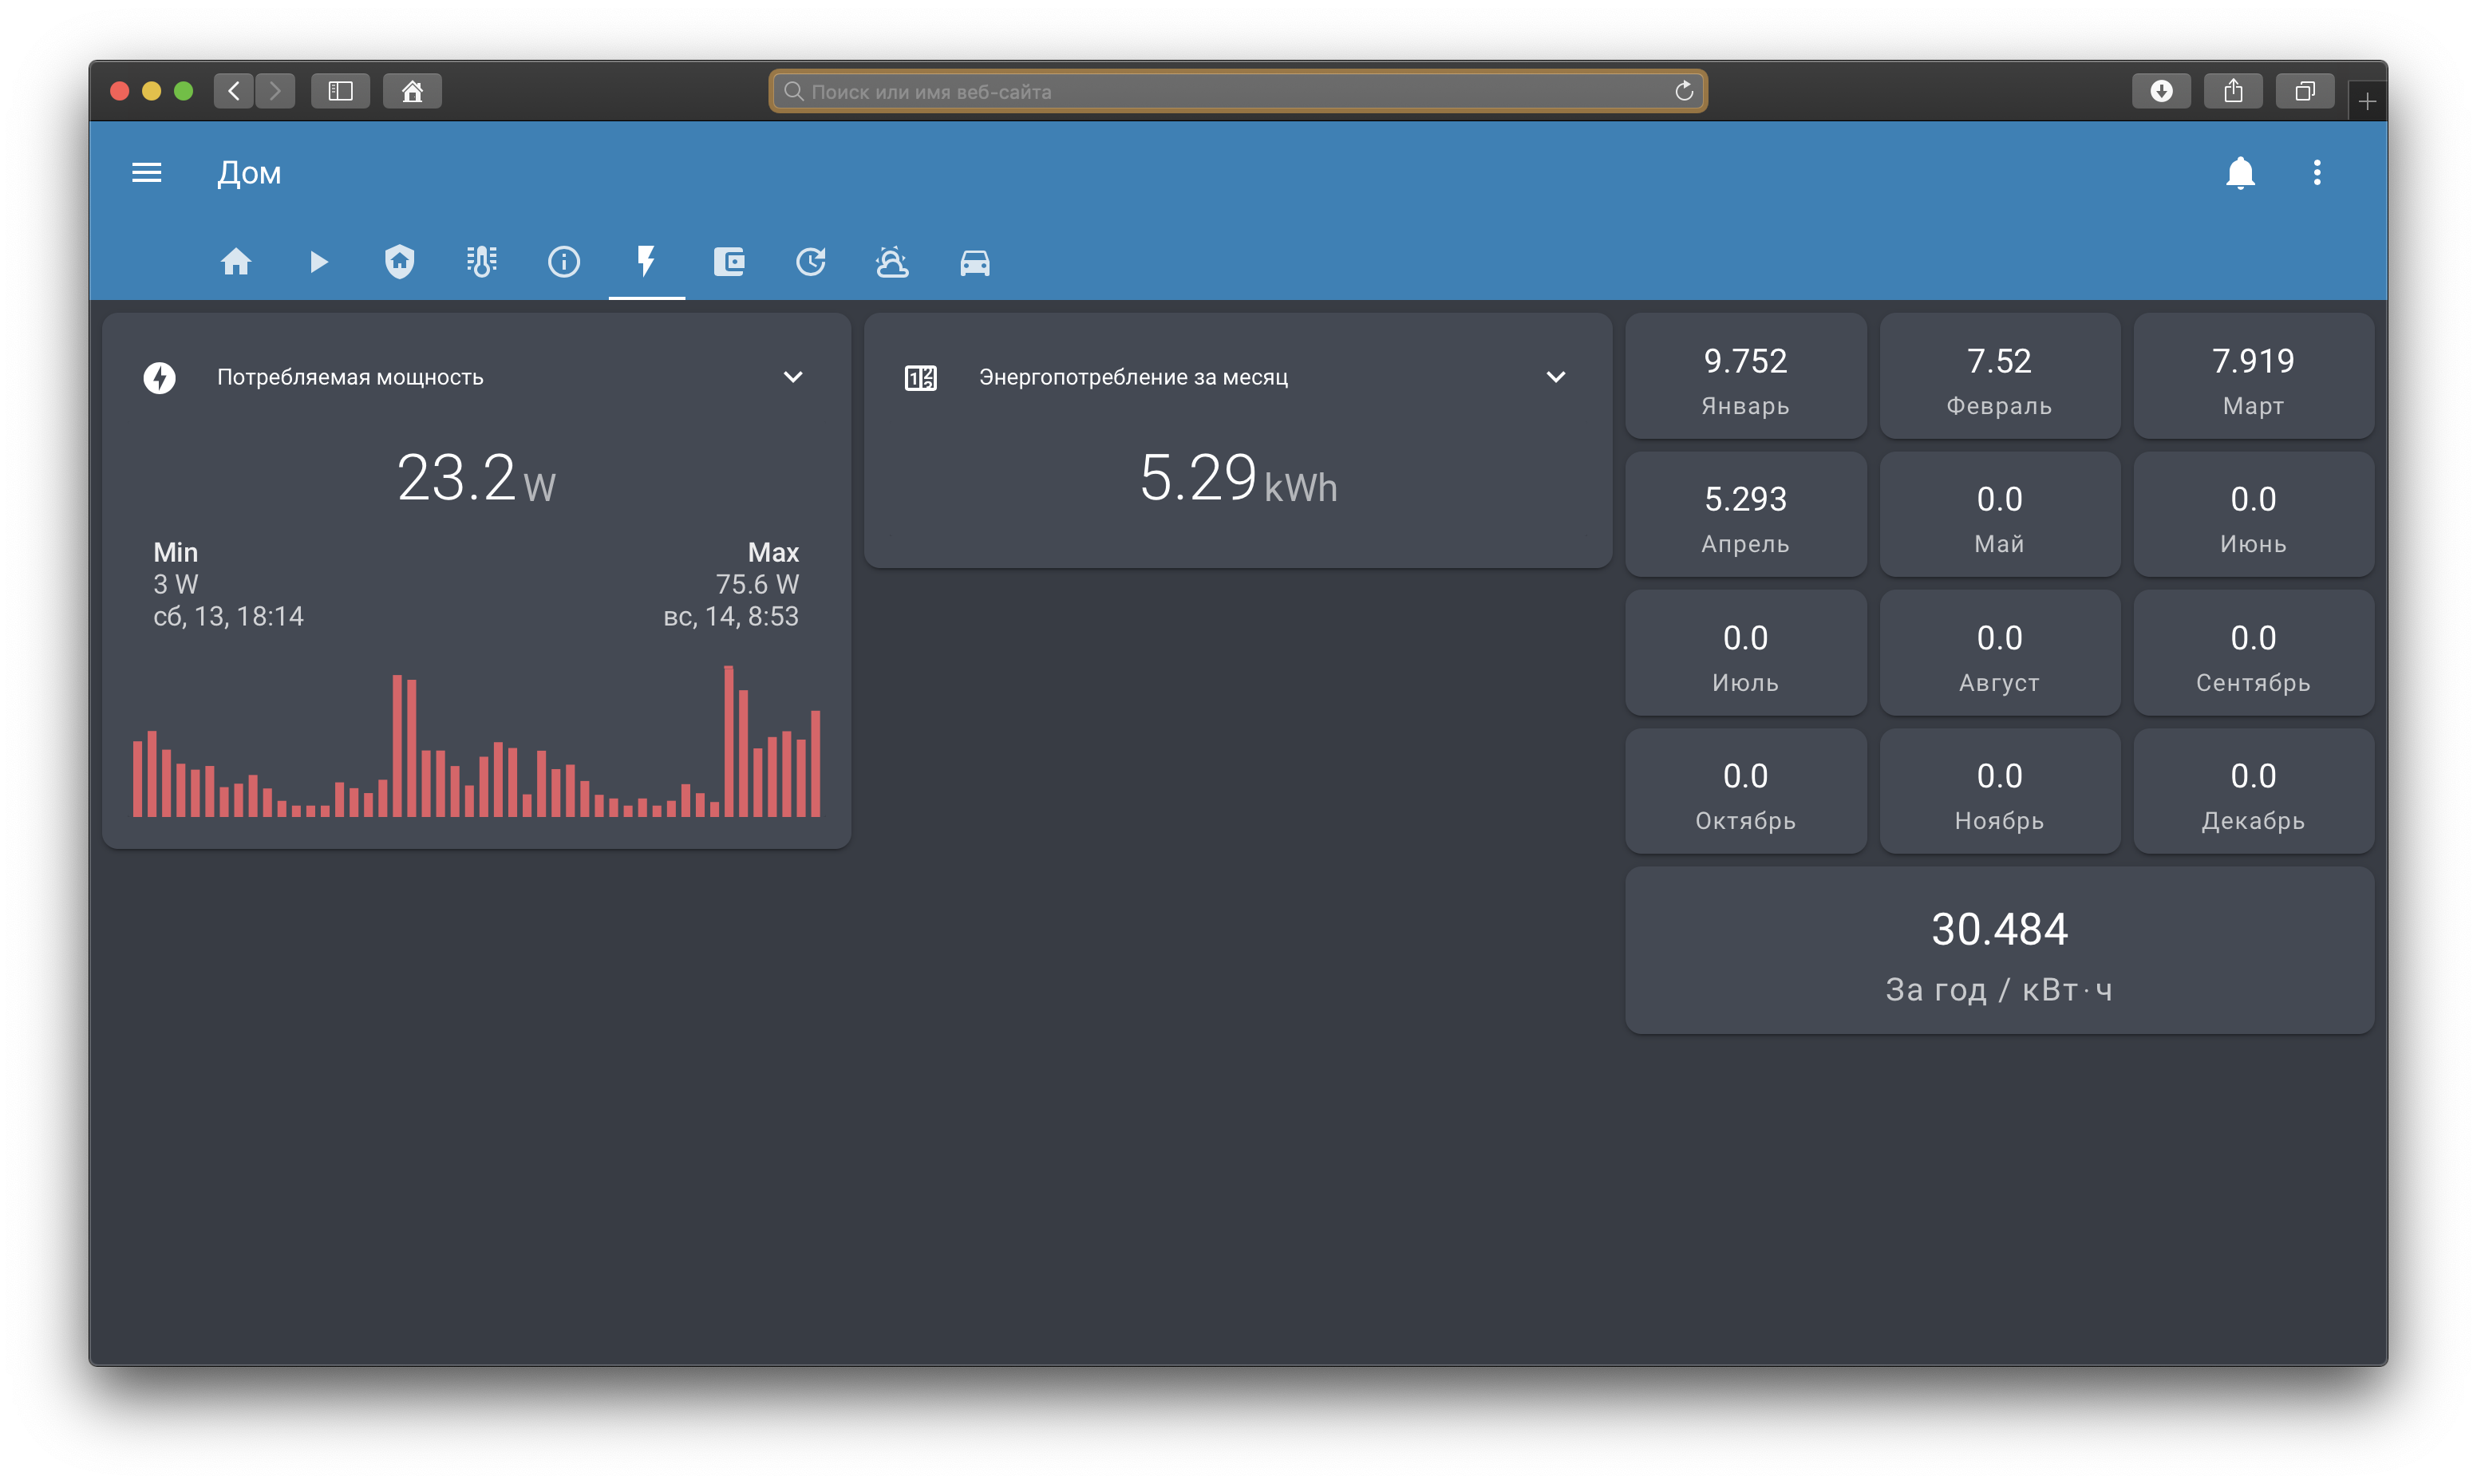 Поиск или имя веб-сайта
Дом
Потребляемая мощность
23.2 W
Min
Max
3 W
75.6 W
сб, 13, 18:14
вс, 14, 8:53
Энергопотребление за месяц
5.29 kWh
9.752
Январь
7.52
Февраль
7.919
Март
5.293
Апрель
0.0
Май
0.0
Июнь
0.0
Июль
0.0
Август
0.0
Сентябрь
0.0
Октябрь
0.0
Ноябрь
0.0
Декабрь
30.484
За год / кВт·ч